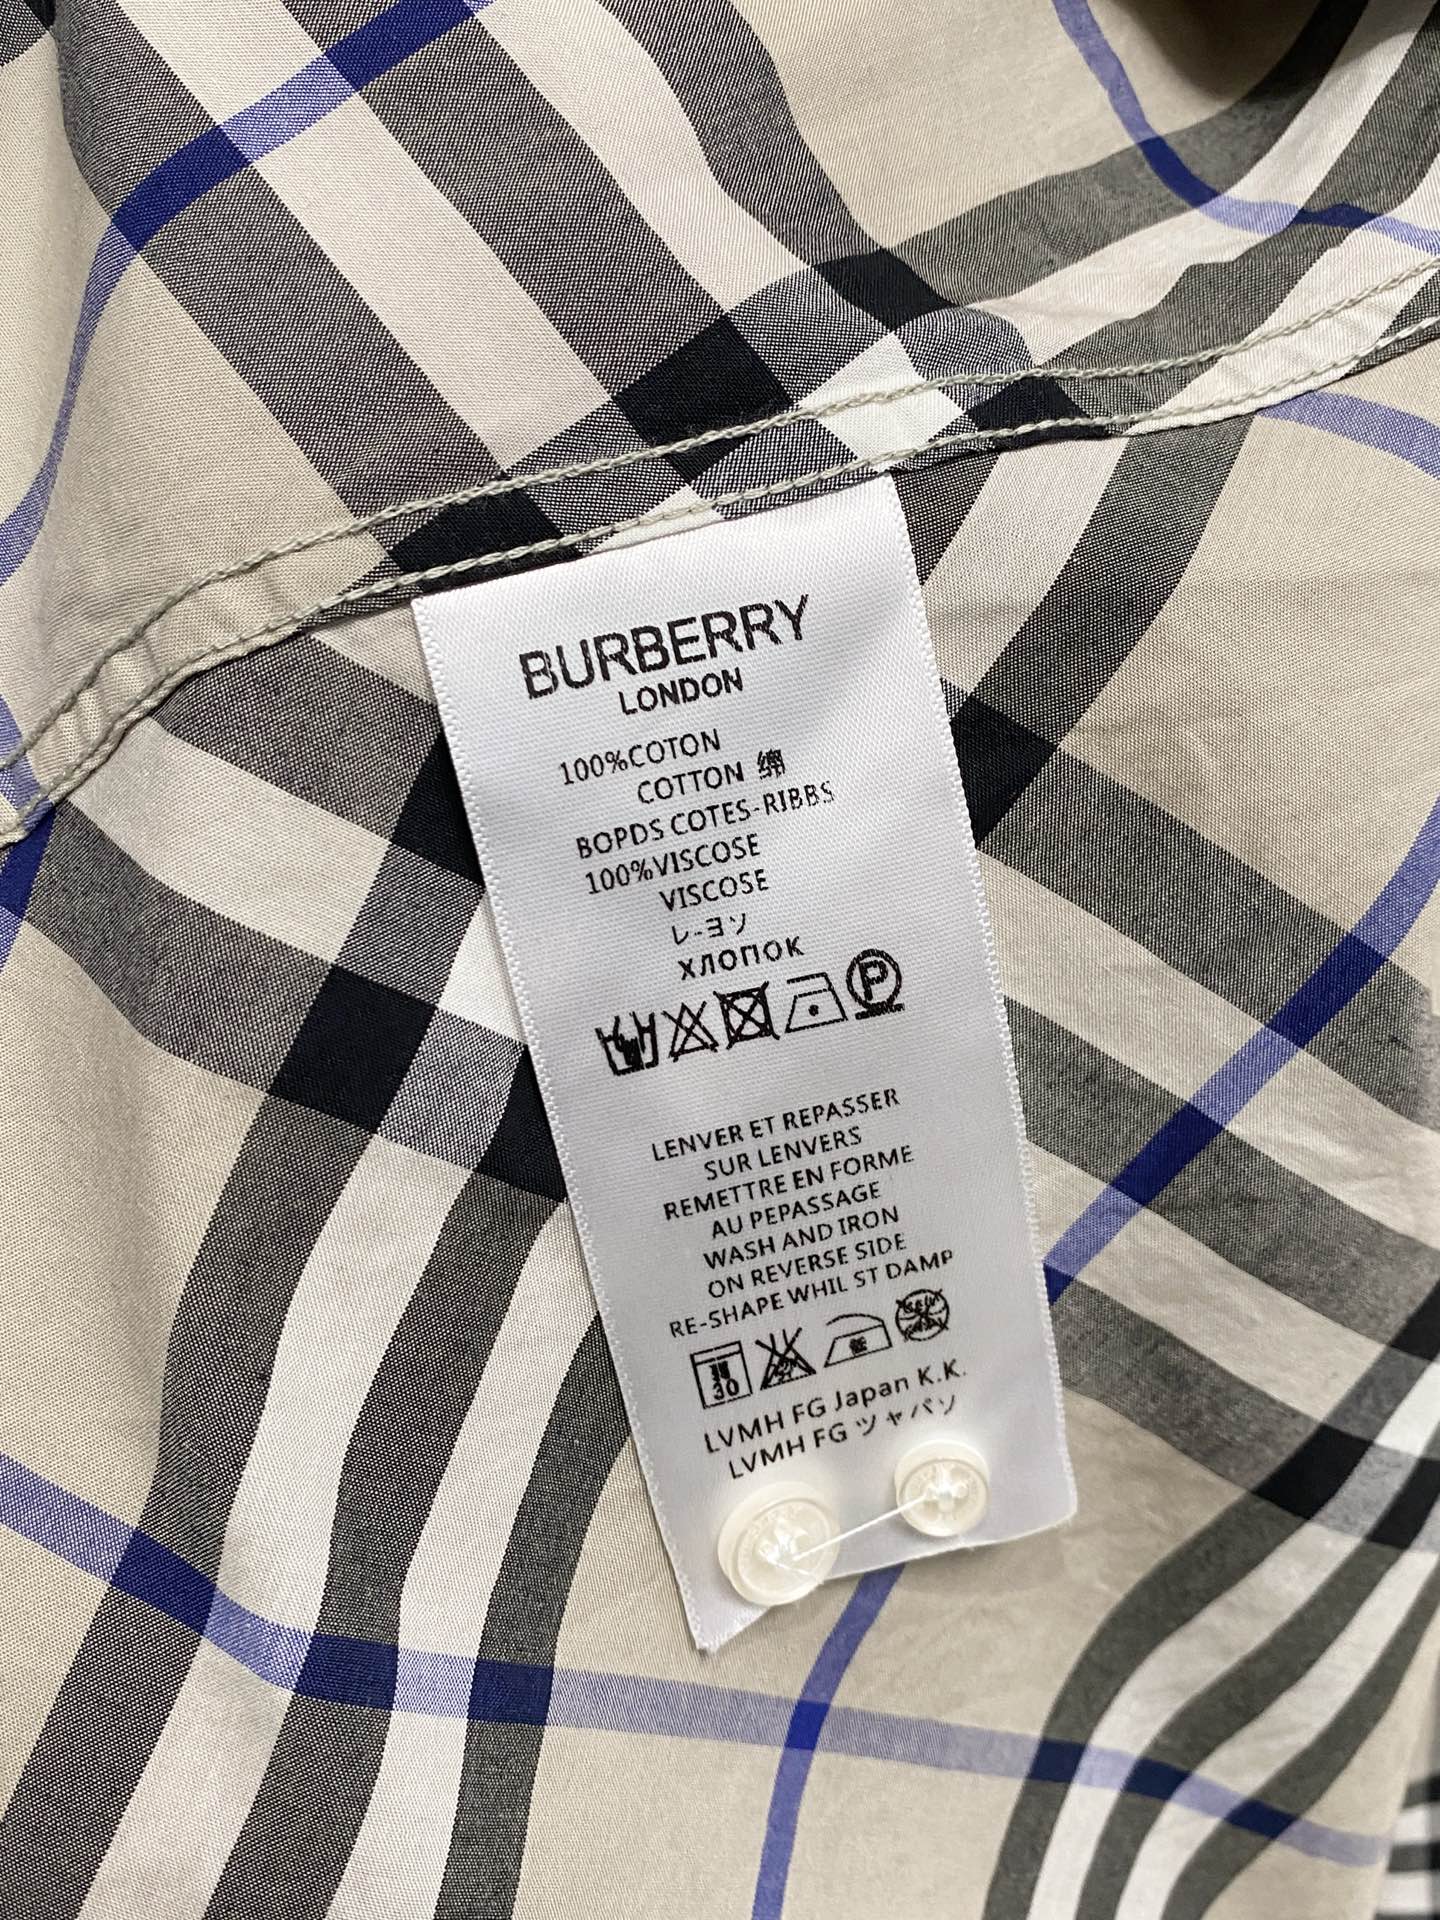 BURBERRY
LONDON
100%COTON
COTTON 绵
BOPDS COTES-RIBBS
100%VISCOSE
VISCOSE
レ-ヨソ
ХЛОПОК
P
LENVER ET REPASSER
SUR LENVERS
REMETTRE EN FORME
AU PEPASSAGE
WASH AND IRON
ON REVERSE SIDE
RE-SHAPE WHIL ST DAMP
30
低
LVMH FG Japan K.K.
LVMH FG ツャパソ